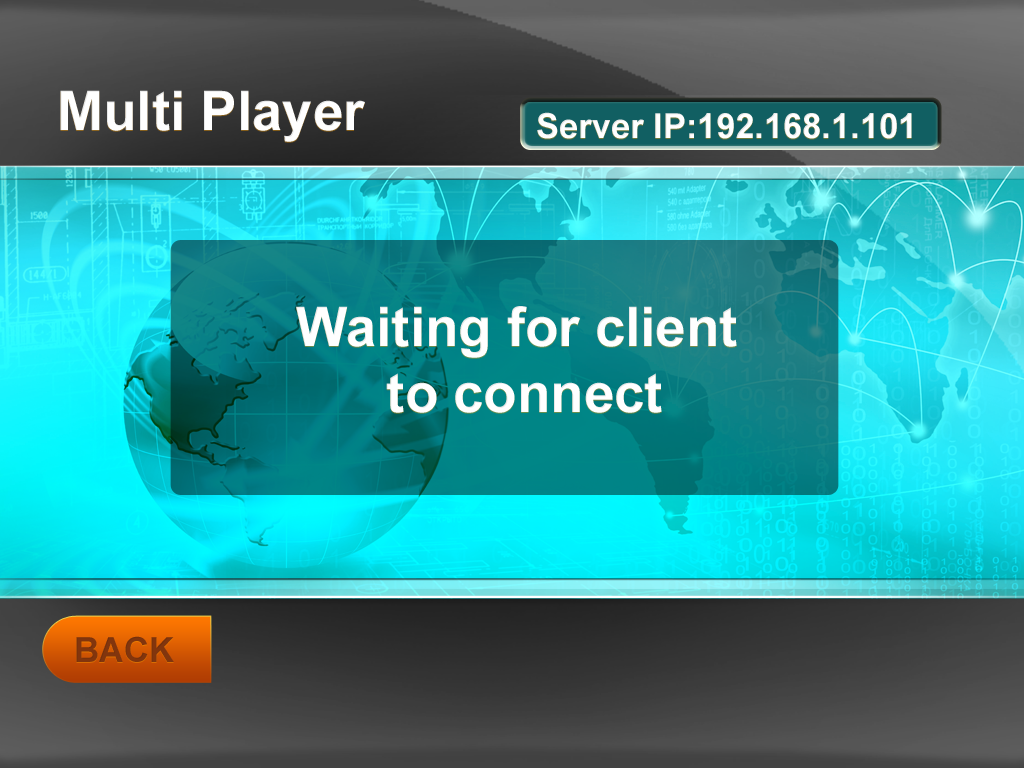 Multi Player
Server IP:192.168.1.101
Waiting for client
to connect
BACK